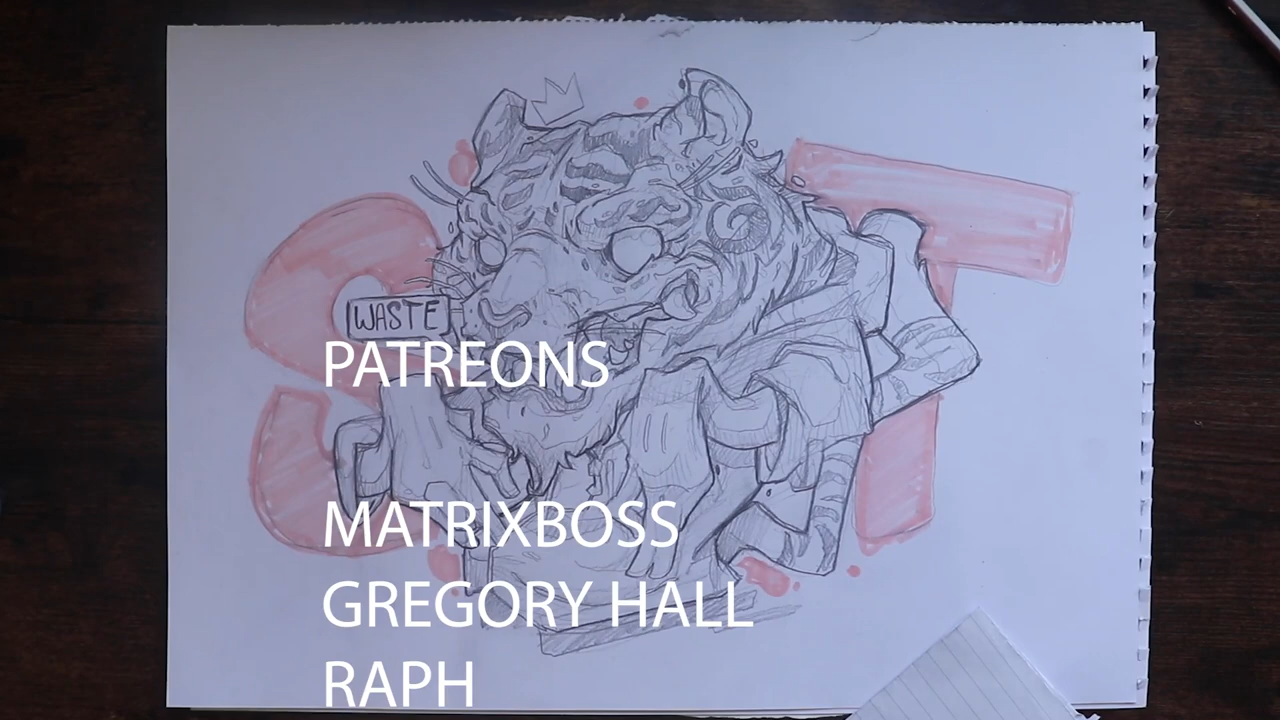 WASTE
PATREONS
MATRIXBOSS
GREGORY HALL
RAPH